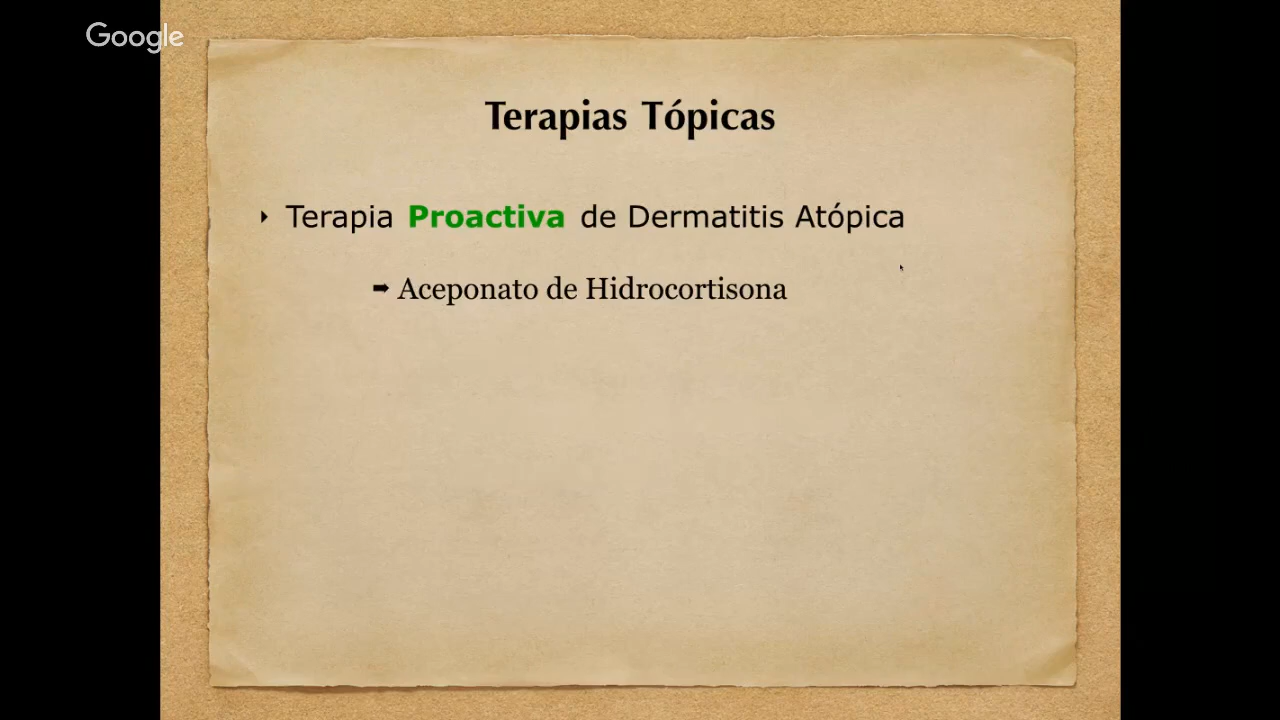 Google
Terapias Tópicas
‣ Terapia Proactiva de Dermatitis Atópica
➡ Aceponato de Hidrocortisona